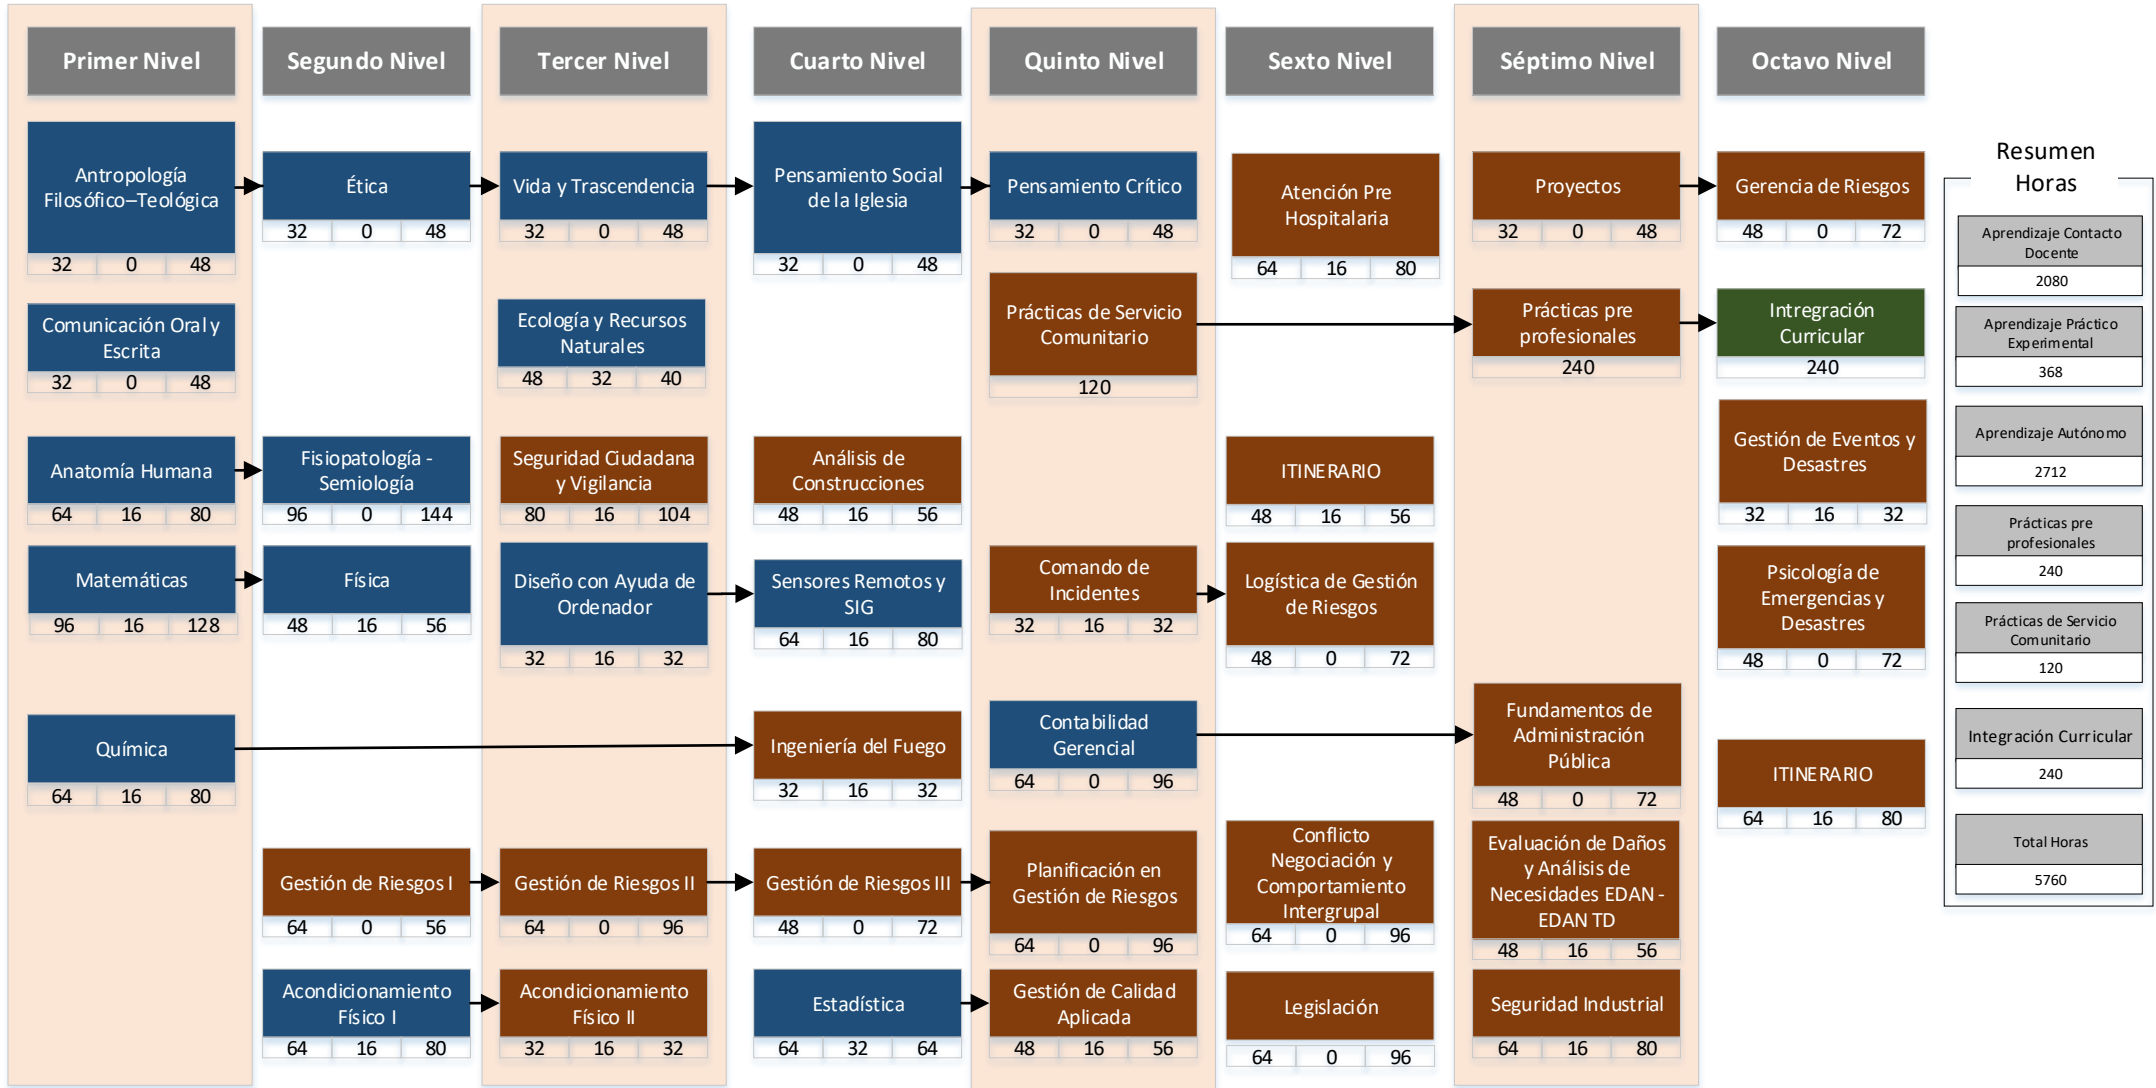 Primer Nivel
Antropología
Filosófico–Teológica
32 0 48
Comunicación Oral y
Escrita
32 0 48
Anatomía Humana
64 16 80
Matemáticas
96 16 128
Química
64 16 80
Segundo Nivel
Ética
32 0 48
Fisiopatología -
Semiología
96 0 144
Física
48 16 56
Gestión de Riesgos I
64 0 56
Acondicionamiento
Físico I
64 16 80
Tercer Nivel
Vida y Trascendencia
32 0 48
Ecología y Recursos
Naturales
48 32 40
Seguridad Ciudadana
y Vigilancia
80 16 104
Diseño con Ayuda de
Ordenador
32 16 32
Gestión de Riesgos II
64 0 96
Acondicionamiento
Físico II
32 16 32
Cuarto Nivel
Pensamiento Social
de la Iglesia
32 0 48
Análisis de
Construcciones
48 16 56
Sensores Remotos y
SIG
64 16 80
Ingeniería del Fuego
32 16 32
Gestión de Riesgos III
48 0 72
Estadística
64 32 64
Quinto Nivel
Pensamiento Crítico
32 0 48
Prácticas de Servicio
Comunitario
120
Comando de
Incidentes
32 16 32
Contabilidad
Gerencial
64 0 96
Planificación en
Gestión de Riesgos
64 0 96
Gestión de Calidad
Aplicada
48 16 56
Sexto Nivel
Atención Pre
Hospitalaria
64 16 80
ITINERARIO
48 16 56
Logística de Gestión
de Riesgos
48 0 72
Conflicto
Negociación y
Comportamiento
Intergrupal
64 0 96
Legislación
64 0 96
Séptimo Nivel
Proyectos
32 0 48
Prácticas pre
profesionales
240
Fundamentos de
Administración
Pública
48 0 72
Evaluación de Daños
y Análisis de
Necesidades EDAN -
EDAN TD
48 16 56
Seguridad Industrial
64 16 80
Octavo Nivel
Gerencia de Riesgos
48 0 72
Intregración
Curricular
240
Gestión de Eventos y
Desastres
32 16 32
Psicología de
Emergencias y
Desastres
48 0 72
ITINERARIO
64 16 80
Resumen
Horas
Aprendizaje Contacto
Docente
2080
Aprendizaje Práctico
Experimental
368
Aprendizaje Autónomo
2712
Prácticas pre
profesionales
240
Prácticas de Servicio
Comunitario
120
Integración Curricular
240
Total Horas
5760